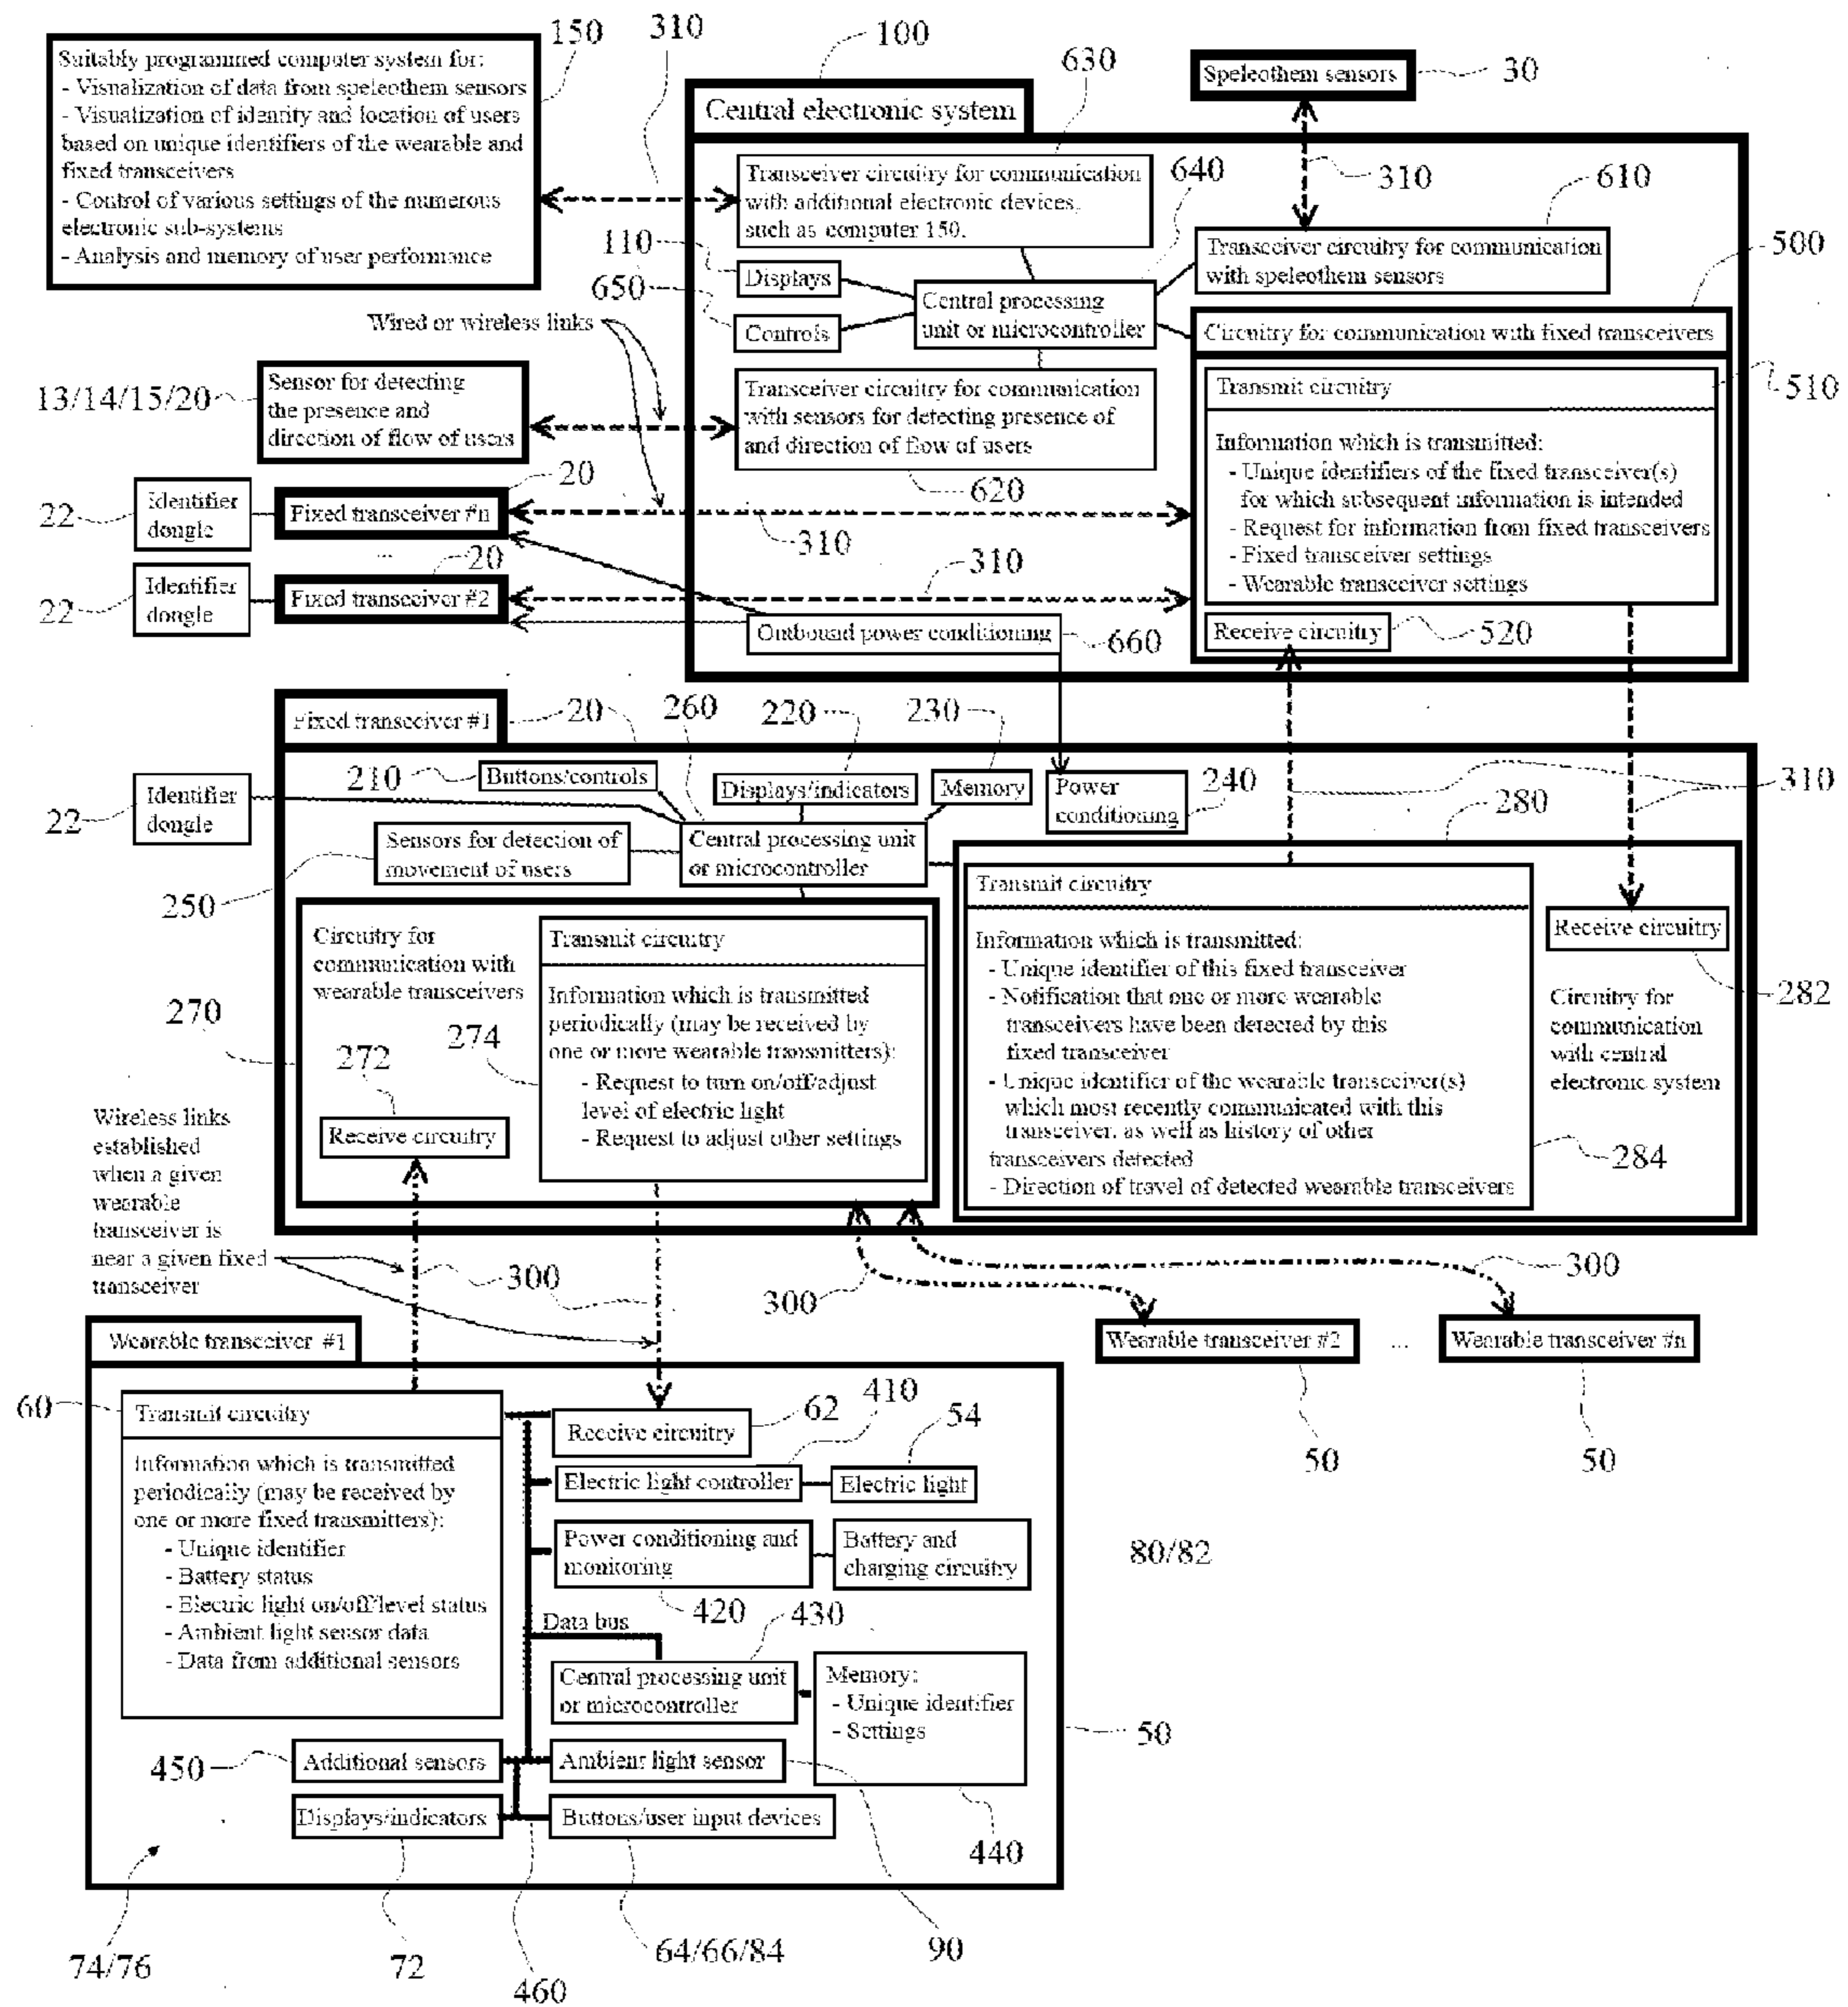 150
310
100
630
Speleothem sensors
30
Suitably programmed computer system for:
- Visualization of data from speleothem sensors
- Visualization of identity and location of users
based on unique identifiers of the wearable and
fixed transceivers
- Control of various settings of the numerous
electronic sub-systems
- Analysis and memory of user performance
Central electronic system
Transceiver circuitry for communication
with additional electronic devices,
such as computer 150.
640
310
610
110
Displays
650
Controls
Central processing
unit or microcontroller
Transceiver circuitry for communication
with speleothem sensors
500
Wired or wireless links
Circuitry for communication with fixed transceivers
13/14/15/20
Sensor for detecting
the presence and
direction of flow of users
Transceiver circuitry for communication
with sensors for detecting presence of
and direction of flow of users
620
Transmit circuitry
510
Information which is transmitted:
- Unique identifiers of the fixed transceiver(s)
for which subsequent information is intended
- Request for information from fixed transceivers
- Fixed transceiver settings
- Wearable transceiver settings
Receive circuitry
520
22
Identifier
dongle
Fixed transceiver #n
20
310
...
22
Identifier
dongle
Fixed transceiver #2
20
310
Outbound power conditioning
660
Fixed transceiver #1
20
260
220
230
210
Buttons/controls
Displays/indicators
Memory
Power
conditioning
240
280
310
22
Identifier
dongle
Sensors for detection of
movement of users
250
Central processing unit
or microcontroller
270
Circuitry for
communication with
wearable transceivers
272
Receive circuitry
274
Transmit circuitry
Information which is transmitted
periodically (may be received by
one or more wearable transmitters):
- Request to turn on/off/adjust
level of electric light
- Request to adjust other settings
Transmit circuitry
Information which is transmitted:
- Unique identifier of this fixed transceiver
- Notification that one or more wearable
transceivers have been detected by this
fixed transceiver
- Unique identifier of the wearable transceiver(s)
which most recently communicated with this
transceiver, as well as history of other
transceivers detected
- Direction of travel of detected wearable transceivers
284
Receive circuitry
282
Circuitry for
communication
with central
electronic system
Wireless links
established
when a given
wearable
transceiver is
near a given fixed
transceiver
300
300
300
Wearable transceiver #2
...
Wearable transceiver #n
50
50
Wearable transceiver #1
60
Transmit circuitry
Information which is transmitted
periodically (may be received by
one or more fixed transmitters):
- Unique identifier
- Battery status
- Electric light on/off/level status
- Ambient light sensor data
- Data from additional sensors
Receive circuitry
62
410
54
Electric light controller
Electric light
Power conditioning and
monitoring
Battery and
charging circuitry
80/82
420
430
Data bus
Central processing unit
or microcontroller
Memory:
- Unique identifier
- Settings
50
450
Additional sensors
Ambient light sensor
Displays/indicators
Buttons/user input devices
440
74/76
72
460
64/66/84
90